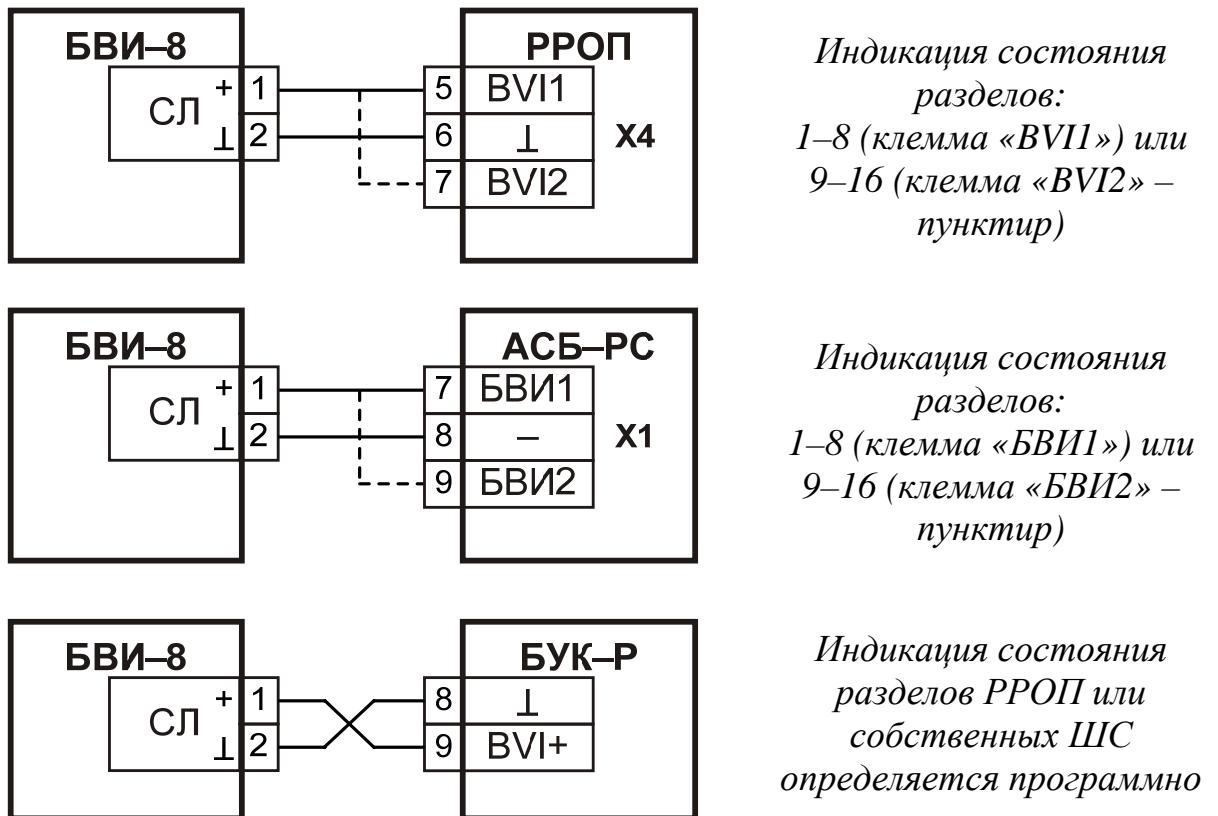 БВИ–8
РРОП
СЛ + 1
⊥ 2
5 BVI1
6 ⊥
7 BVI2
X4
Индикация состояния
разделов:
1–8 (клемма «BVI1») или
9–16 (клемма «BVI2» –
пунктир)
БВИ–8
АСБ–РС
СЛ + 1
⊥ 2
7 БВИ1
8 –
9 БВИ2
X1
Индикация состояния
разделов:
1–8 (клемма «БВИ1») или
9–16 (клемма «БВИ2» –
пунктир)
БВИ–8
БУК–Р
СЛ + 1
⊥ 2
8 ⊥
9 BVI+
Индикация состояния
разделов РРОП или
собственных ШС
определяется программно